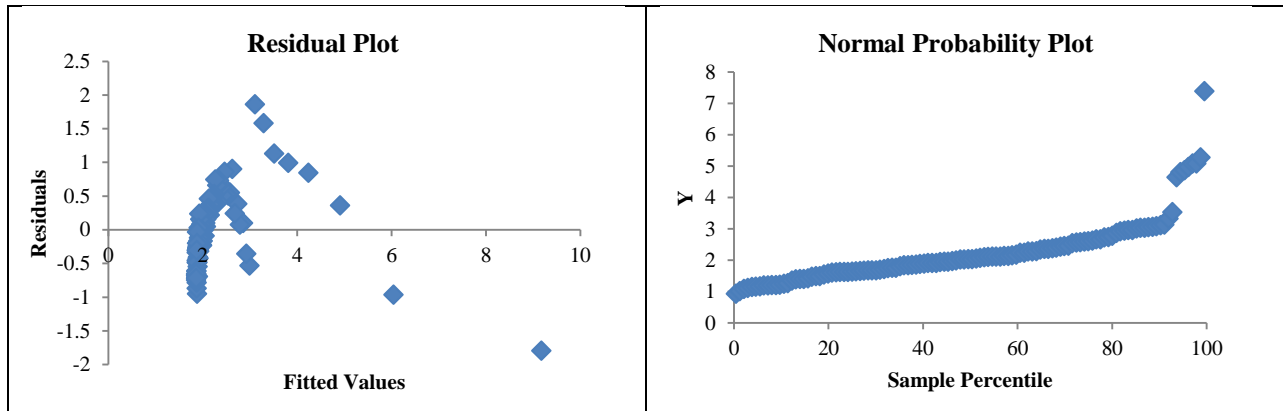 Residual Plot
2.5
2
1.5
1
0.5
0
-0.5
-1
-1.5
-2
0 2 4 6 8 10
Residuals
Fitted Values
Normal Probability Plot
8
7
6
5
4
3
2
1
0
0 20 40 60 80 100
Y
Sample Percentile